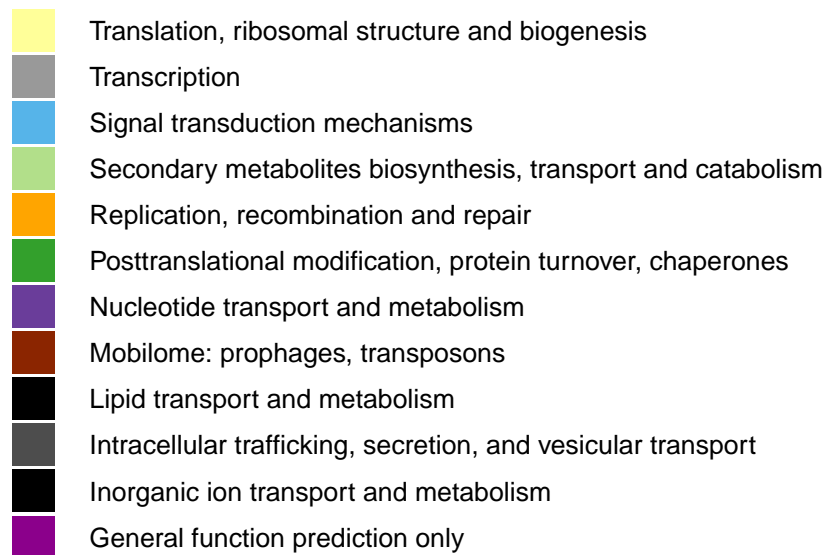 Translation, ribosomal structure and biogenesis
Transcription
Signal transduction mechanisms
Secondary metabolites biosynthesis, transport and catabolism
Replication, recombination and repair
Posttranslational modification, protein turnover, chaperones
Nucleotide transport and metabolism
Mobilome: prophages, transposons
Lipid transport and metabolism
Intracellular trafficking, secretion, and vesicular transport
Inorganic ion transport and metabolism
General function prediction only